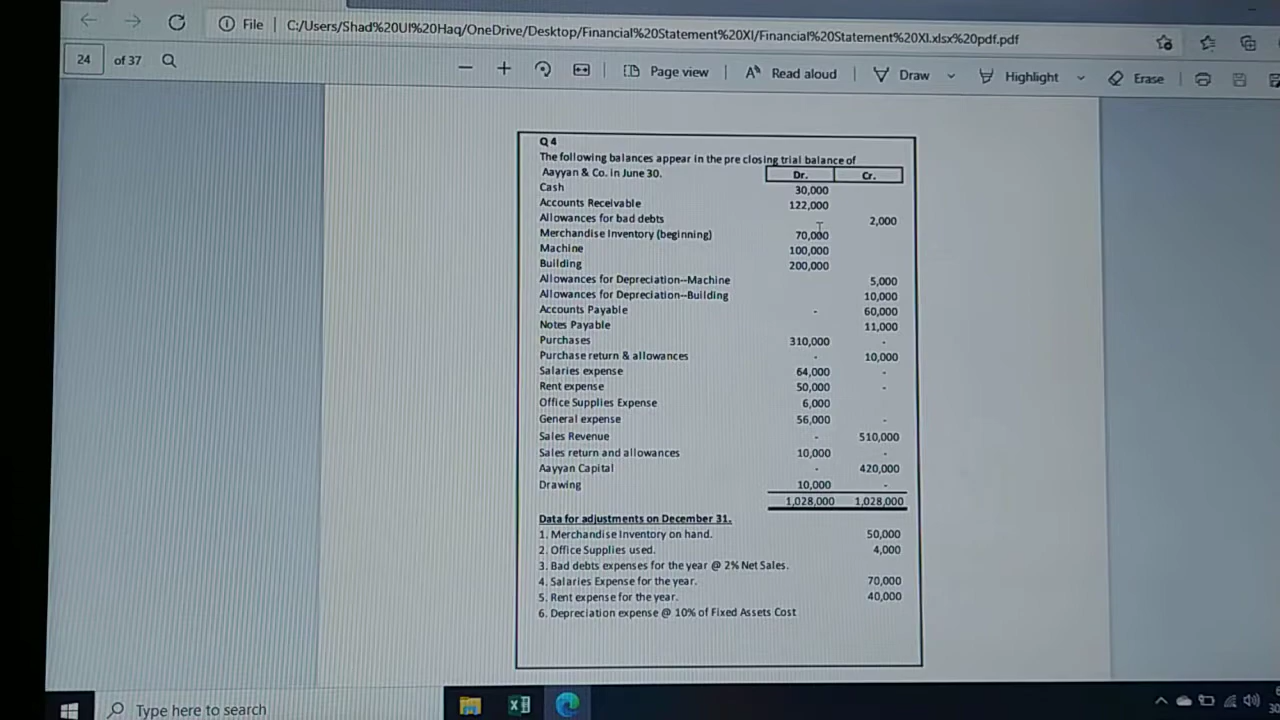 File | C:/Users/Shad%20Ul%20Haq/OneDrive/Desktop/Financial%20Statement%20XI/Financial%20Statement%20XI.xlsx%20pdf.pdf
24 of 37 Page view Read aloud Draw Highlight Erase
Q 4
The following balances appear in the pre closing trial balance of
Aayyan & Co. in June 30. Dr. Cr.
Cash 30,000
Accounts Receivable 122,000
Allowances for bad debts - 2,000
Merchandise Inventory (beginning) 70,000
Machine 100,000
Building 200,000
Allowances for Depreciation--Machine 5,000
Allowances for Depreciation--Building 10,000
Accounts Payable - 60,000
Notes Payable 11,000
Purchases 310,000 -
Purchase return & allowances - 10,000
Salaries expense 64,000 -
Rent expense 50,000 -
Office Supplies Expense 6,000
General expense 56,000 -
Sales Revenue - 510,000
Sales return and allowances 10,000 -
Aayyan Capital - 420,000
Drawing 10,000 -
1,028,000 1,028,000
Data for adjustments on December 31.
1. Merchandise Inventory on hand. 50,000
2. Office Supplies used. 4,000
3. Bad debts expenses for the year @ 2% Net Sales.
4. Salaries Expense for the year. 70,000
5. Rent expense for the year. 40,000
6. Depreciation expense @ 10% of Fixed Assets Cost
Type here to search